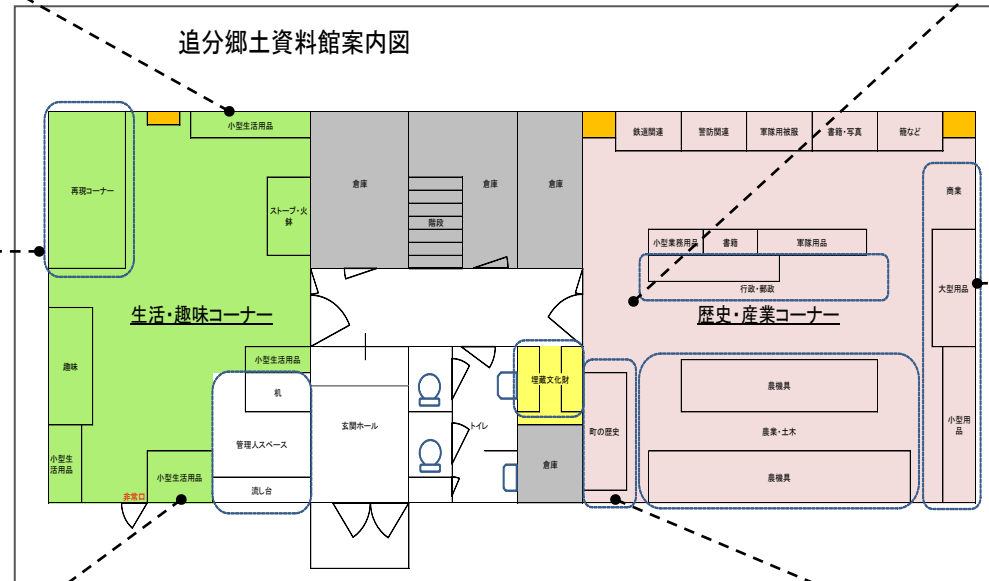 追分郷土資料館案内図
小型生活用品
鉄道関連
警防関連
軍隊用被服
書籍・写真
籠など
再現コーナー
倉庫
倉庫
倉庫
商業
ストーブ・火
鉢
階段
小型業務用品
書籍
軍隊用品
行政・郵政
大型用品
生活・趣味コーナー
歴史・産業コーナー
小型生活用品
趣味
机
埋蔵文化財
農機具
玄関ホール
トイレ
町の歴史
農業・土木
小型用
品
管理人スペース
小型生
活用品
小型生活用品
倉庫
農機具
流し台
非常口